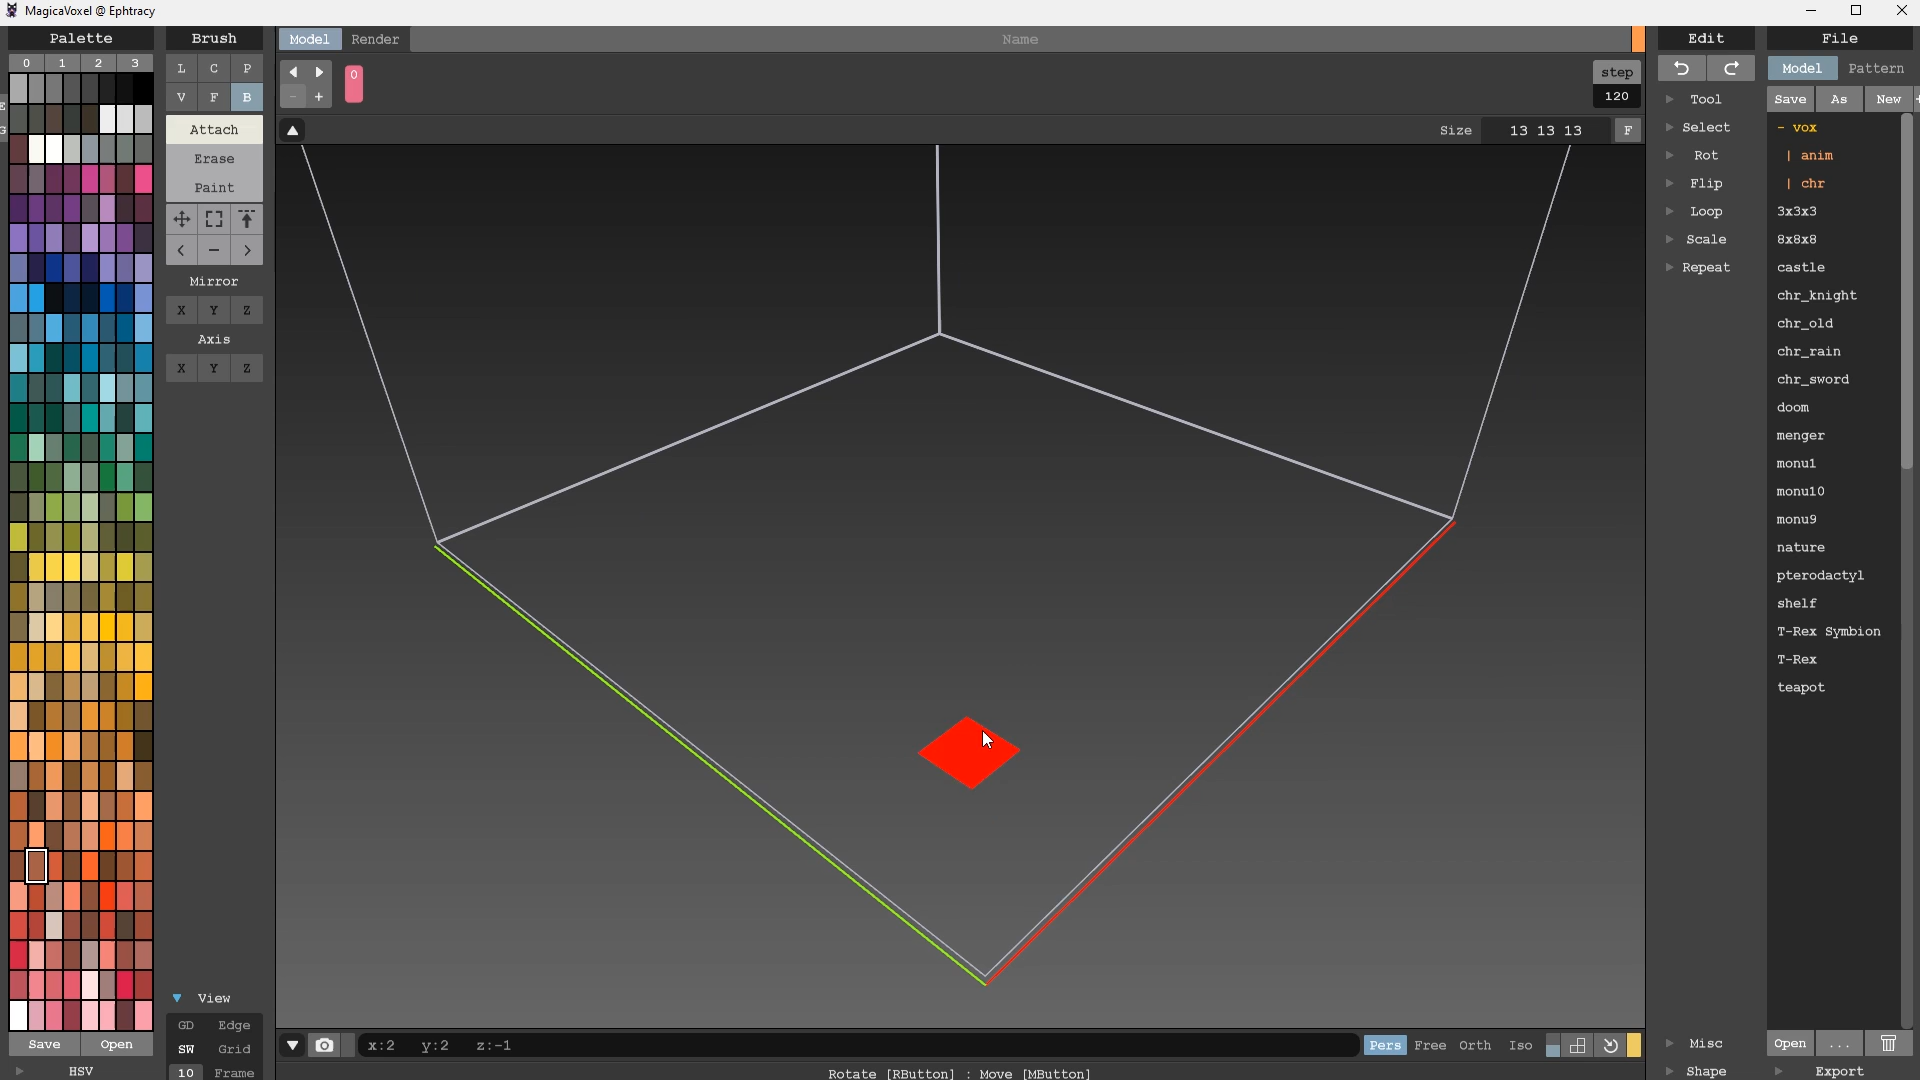 MagicaVoxel @ Ephtracy
Palette
0 1 2 3
Save Open
HSV
Brush
L C P
V F B
Attach
Erase
Paint
Mirror
X Y Z
Axis
X Y Z
View
GD Edge
SW Grid
10 Frame
Model Render Name
0
step
120
Size 13 13 13 F
x:2 y:2 z:-1
Pers Free Orth Iso
Rotate [RButton] : Move [MButton]
Edit
Tool
Select
Rot
Flip
Loop
Scale
Repeat
Misc
Shape
File
Model Pattern
Save As New
- vox
| anim
| chr
3x3x3
8x8x8
castle
chr_knight
chr_old
chr_rain
chr_sword
doom
menger
monu1
monu10
monu9
nature
pterodactyl
shelf
T-Rex Symbion
T-Rex
teapot
Open ...
Export